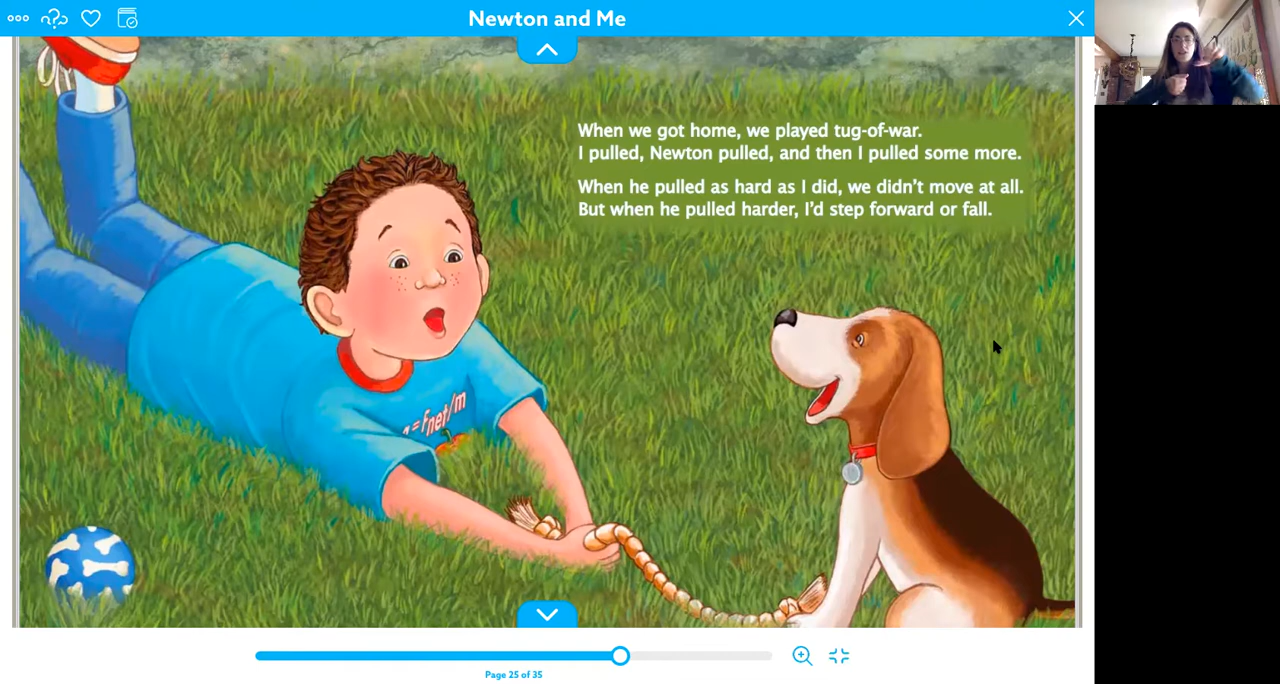 Newton and Me
When we got home, we played tug-of-war.
I pulled, Newton pulled, and then I pulled some more.
When he pulled as hard as I did, we didn't move at all.
But when he pulled harder, I'd step forward or fall.
= Fnet/m
Page 25 of 35